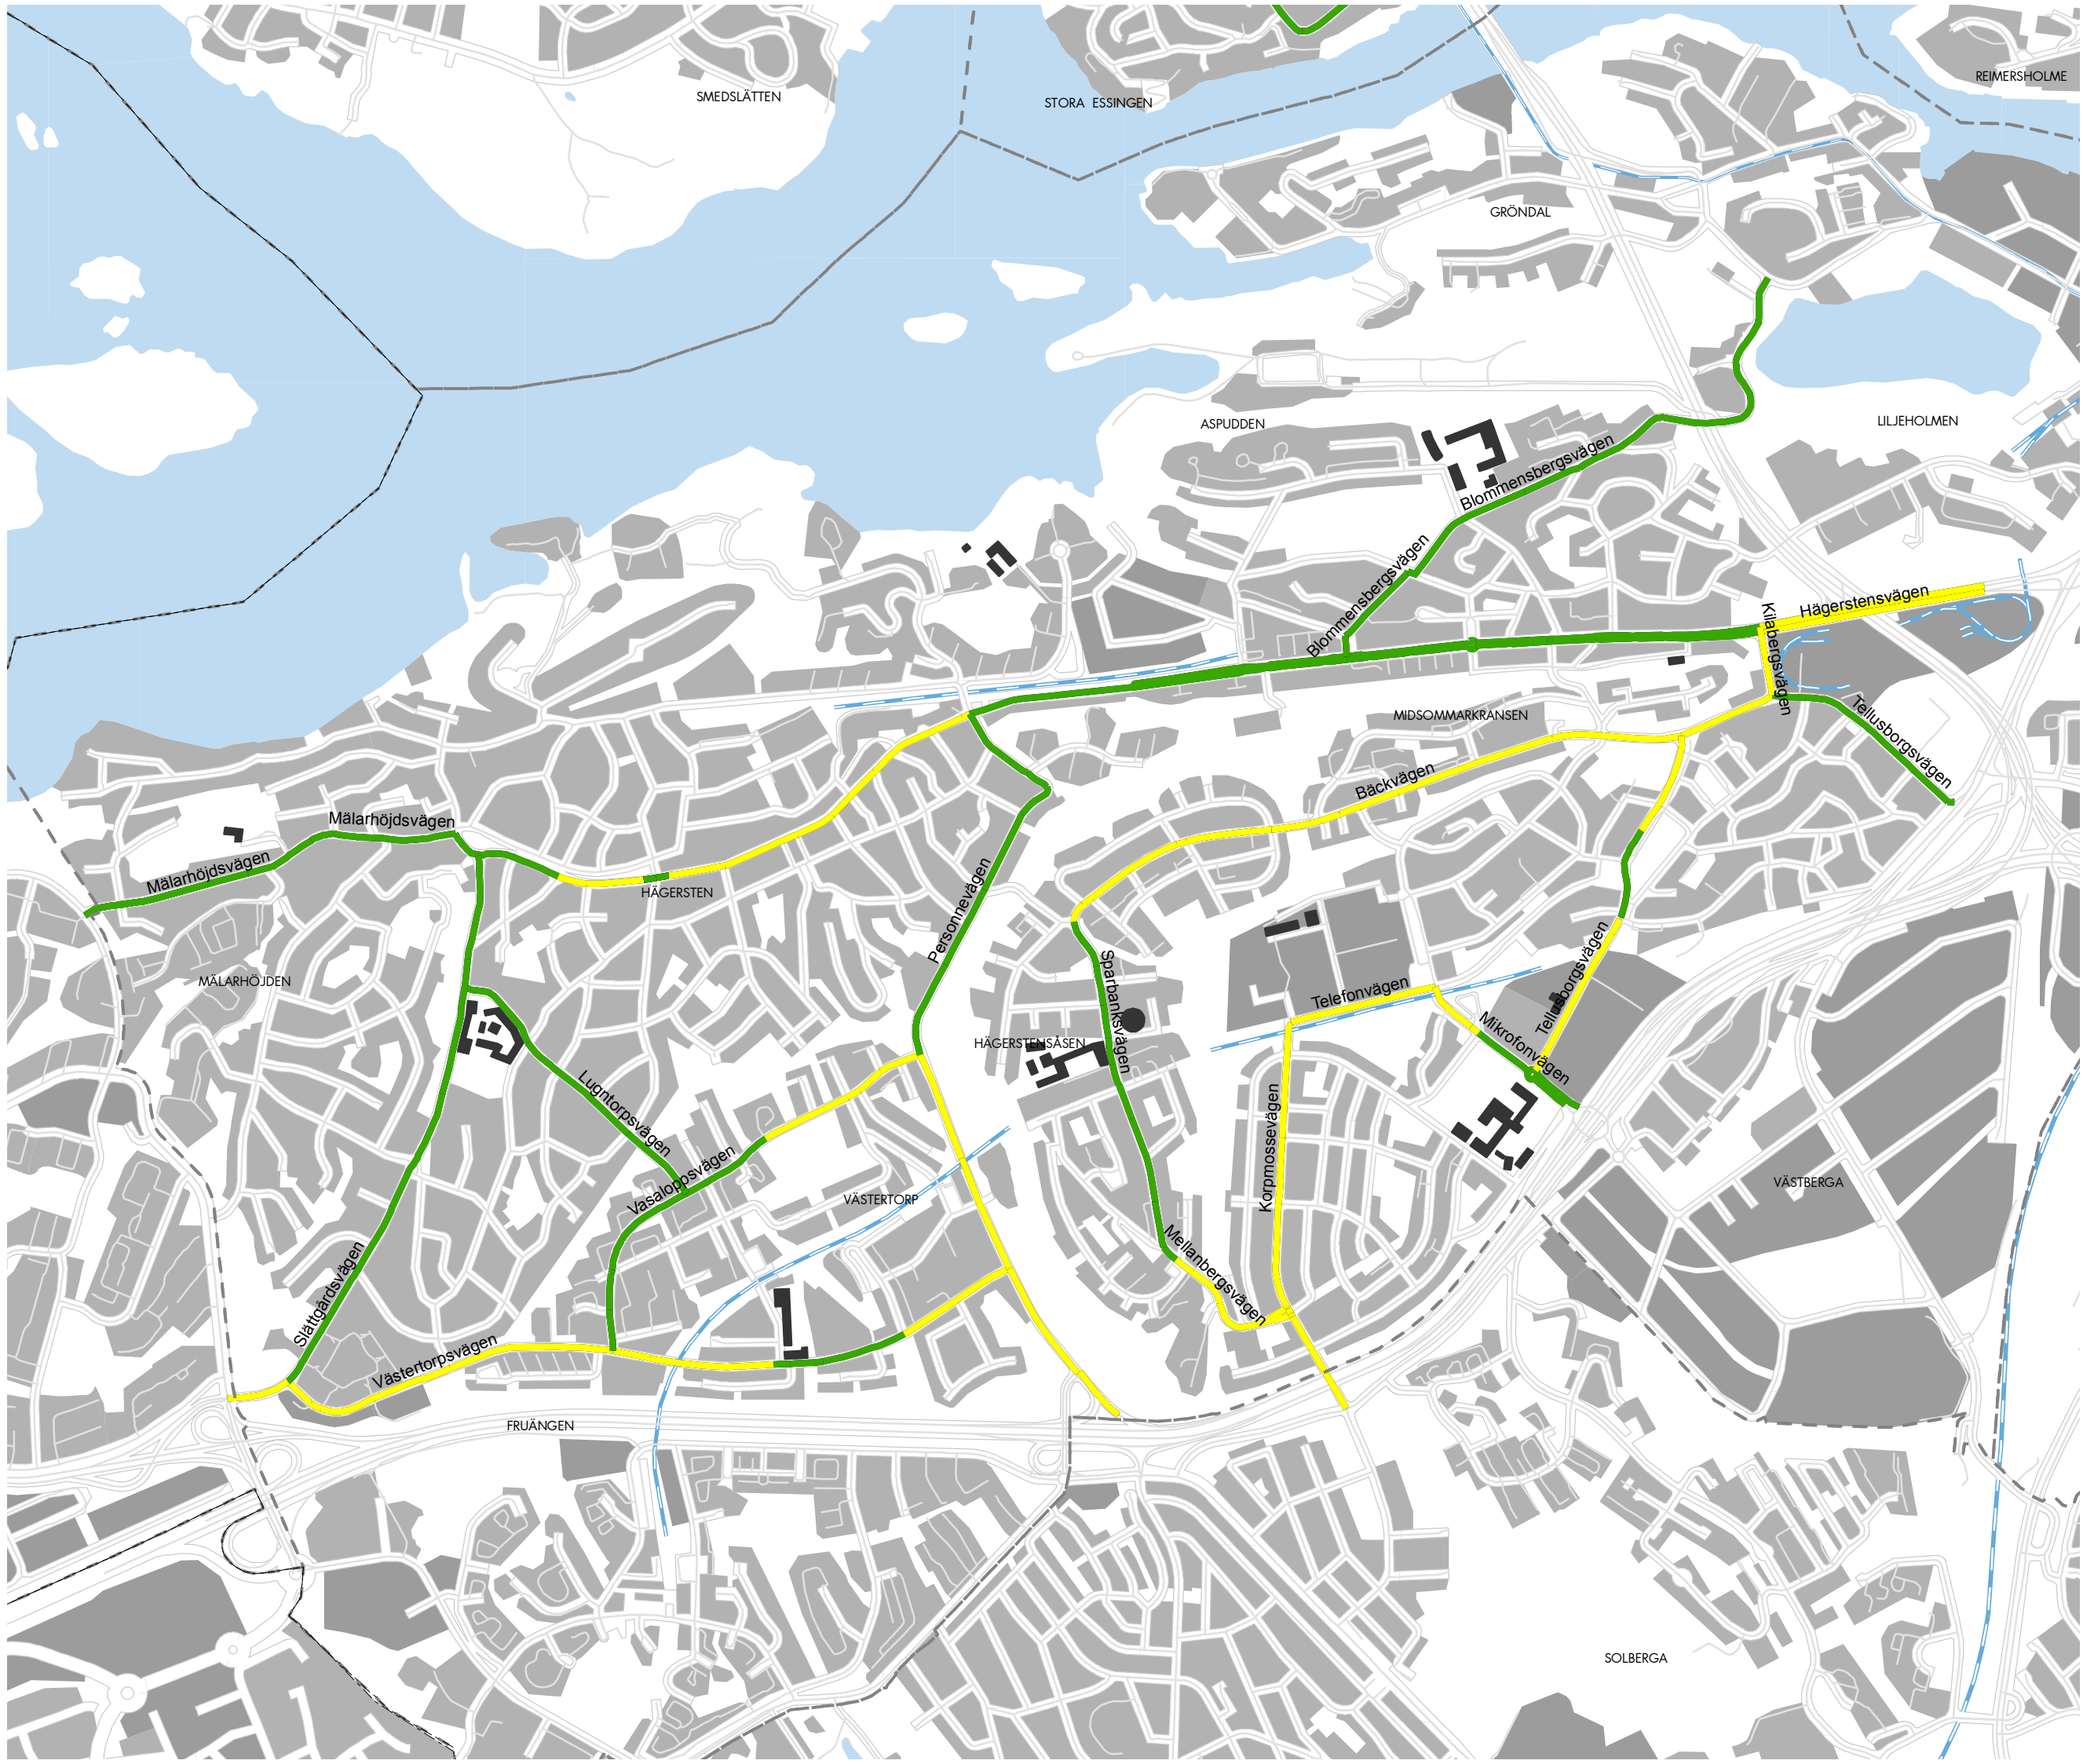 REIMERSHOLME
SMEDSLÄTTEN
STORA ESSINGEN
GRÖNDAL
ASPUDDEN
LILJEHOLMEN
Blommensbergsvägen
Blommensbergsvägen
Hägerstensvägen
Kilabergsvägen
MIDSOMMARKRANSEN
Tellusborgsvägen
Bäckvägen
Mälarhöjdsvägen
Mälarhöjdsvägen
HÄGERSTEN
Personnevägen
MÄLARHÖJDEN
Sparbanksvägen
Telefonvägen
Tellusborgsvägen
Mikrofonvägen
HÄGERSTENSÅSEN
Lugntorpsvägen
Korpmossevägen
Vasaloppsvägen
VÄSTERTORP
VÄSTBERGA
Mellanbergsvägen
Slättgårdsvägen
Västertorpsvägen
FRUÄNGEN
SOLBERGA